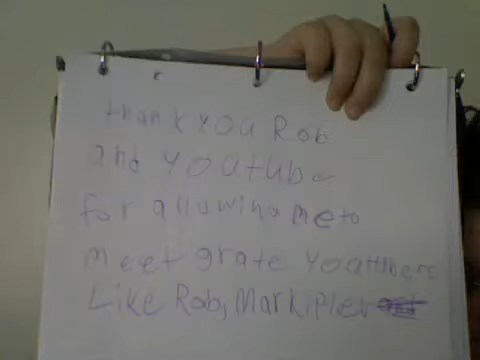 thank you Rob
and youtube
for allowing me to
meet grate youtubers
Like Rob, Markiplier